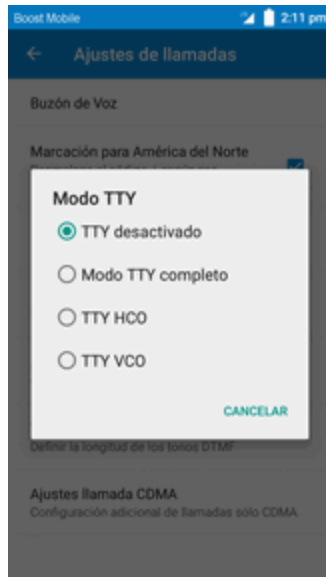 Boost Mobile 2:11 pm
Ajustes de llamadas
Buzón de Voz
Marcación para América del Norte
Modo TTY
TTY desactivado
Modo TTY completo
TTY HCO
TTY VCO
CANCELAR
Definir la longitud de los tonos DTMF
Ajustes llamada CDMA
Configuración adicional de llamadas solo CDMA